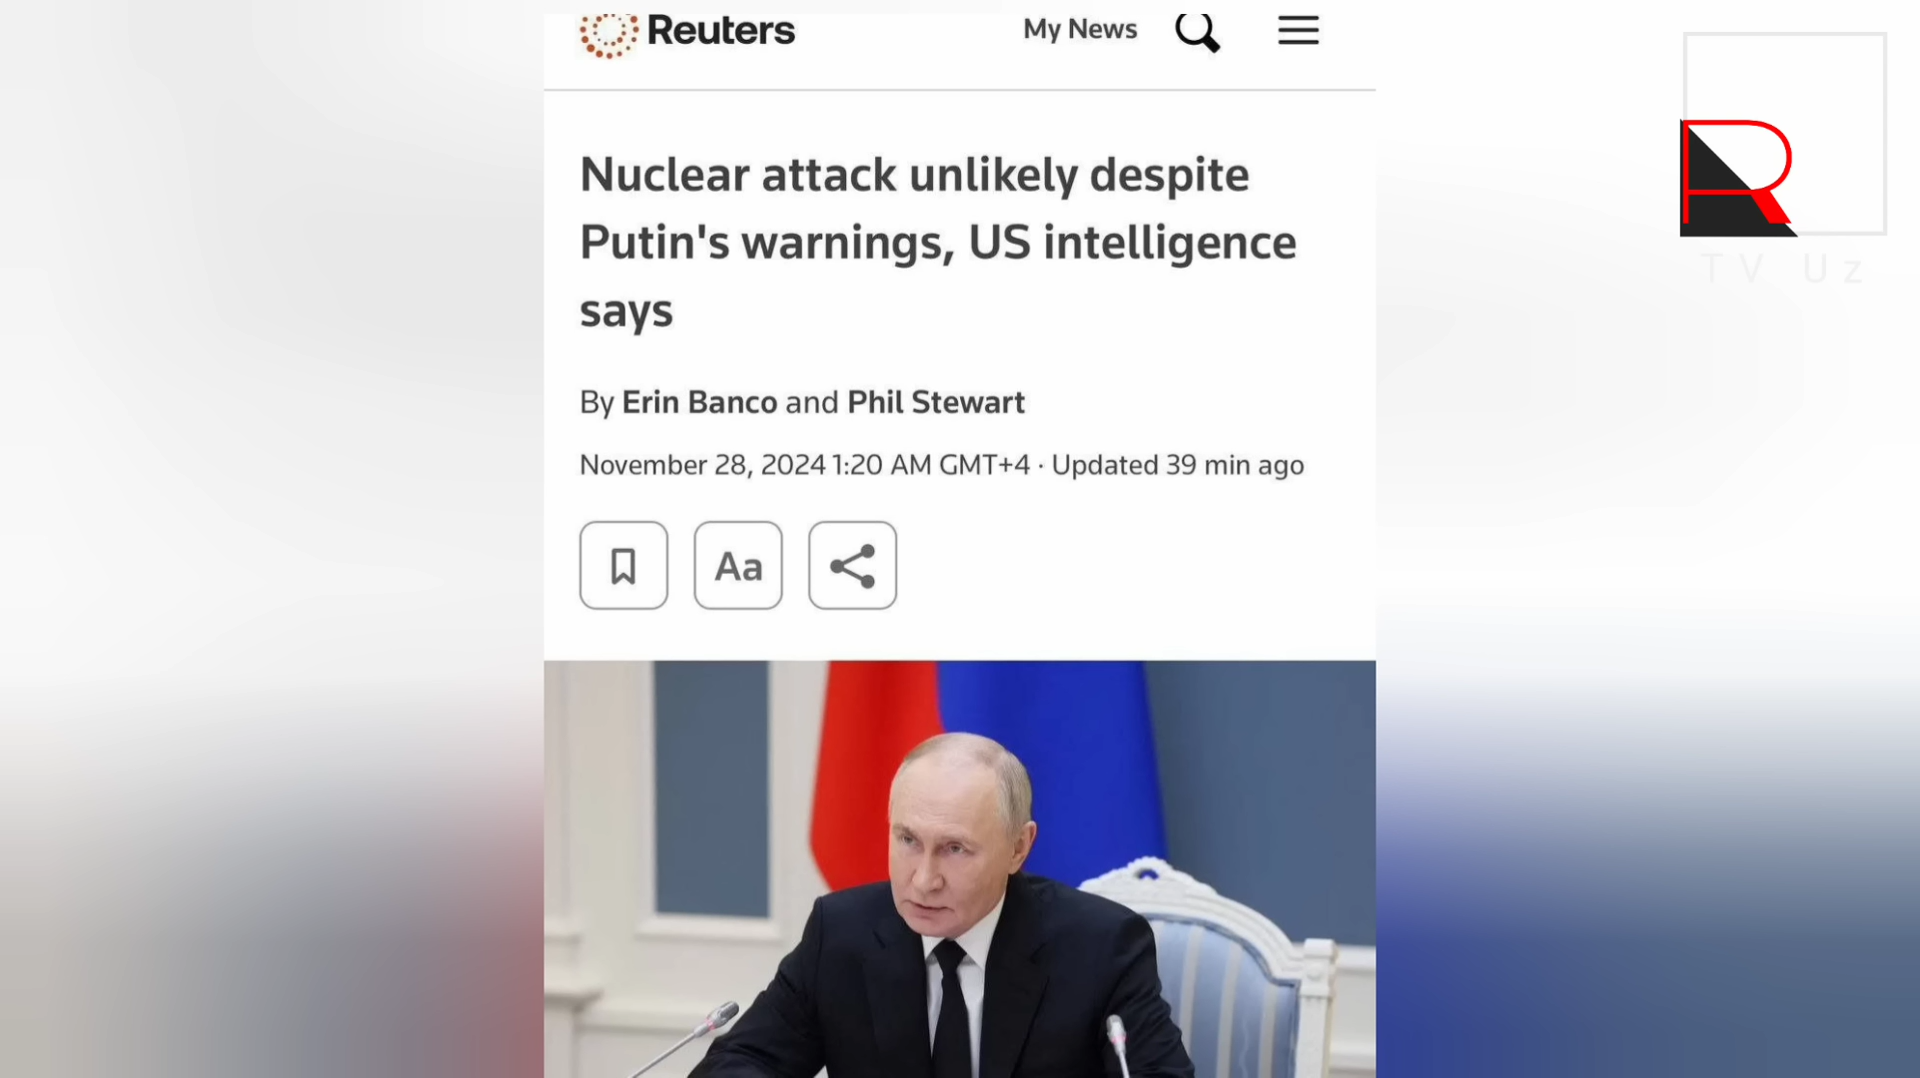 Reuters
My News
Nuclear attack unlikely despite
Putin's warnings, US intelligence
says
By Erin Banco and Phil Stewart
November 28, 2024 1:20 AM GMT+4 · Updated 39 min ago
Aa
R
TV Uz